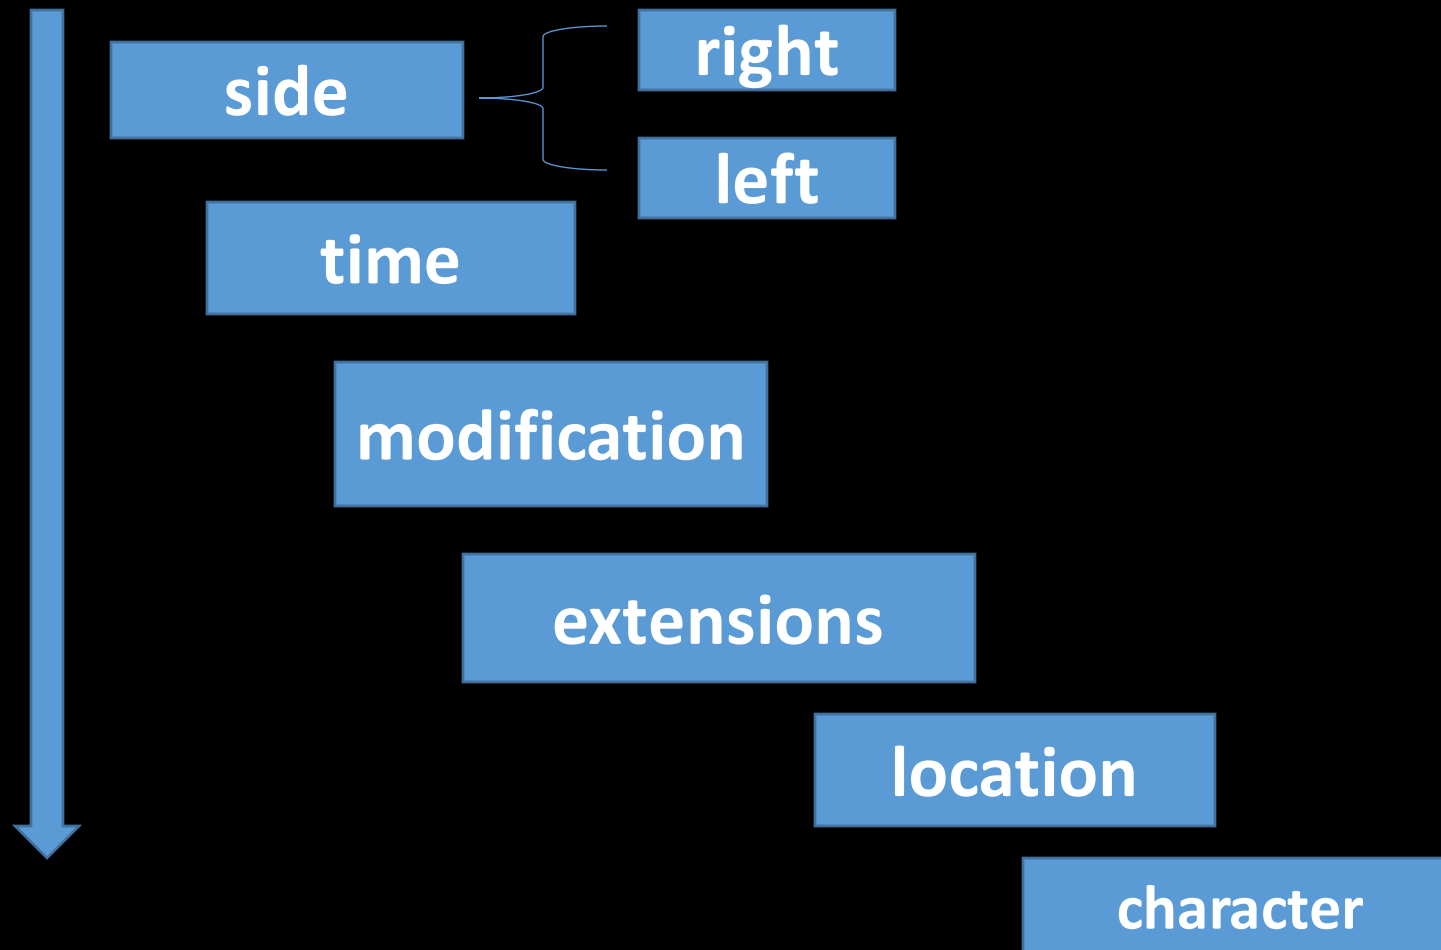 side
right
left
time
modification
extensions
location
character